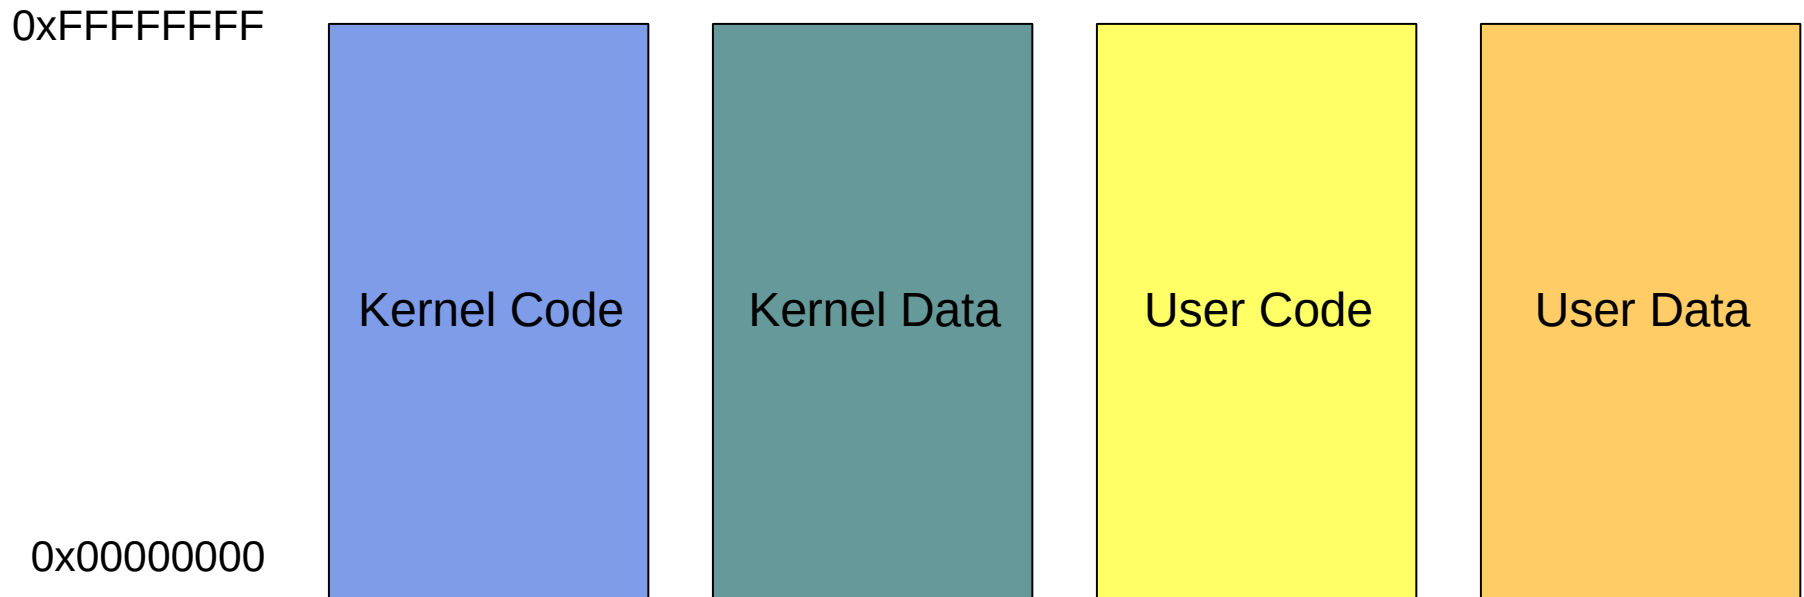 0xFFFFFFFF
Kernel Code
Kernel Data
User Code
User Data
0x00000000